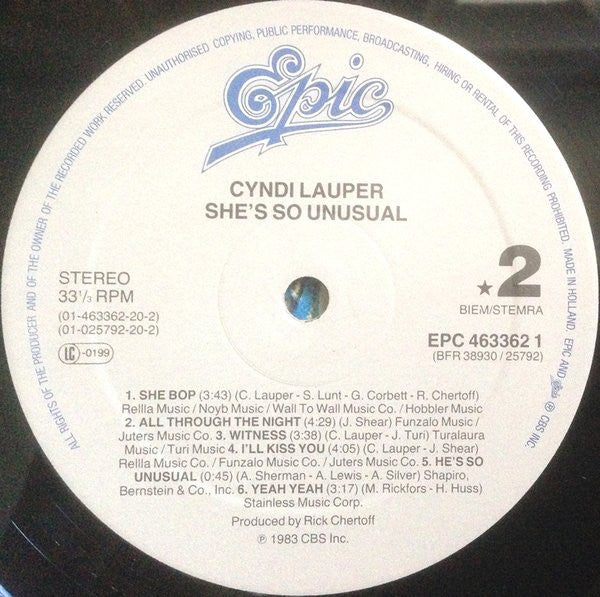 ALL RIGHTS OF THE PRODUCER AND OF THE OWNER OF THE RECORDED WORK RESERVED. UNAUTHORISED COPYING, PUBLIC PERFORMANCE, BROADCASTING, HIRING OR RENTAL OF THIS RECORDING PROHIBITED. MADE IN HOLLAND. EPIC AND Epic ℗ CBS INC.
Epic
CYNDI LAUPER
SHE'S SO UNUSUAL
STEREO
33 1/3 RPM
(01-463362-20-2)
(01-025792-20-2)
LC -0199
★2
BIEM/STEMRA
EPC 463362 1
(BFR 38930 / 25792)
1. SHE BOP (3:43) (C. Lauper - S. Lunt - G. Corbett - R. Chertoff)
Rellla Music / Noyb Music / Wall To Wall Music Co. / Hobbler Music
2. ALL THROUGH THE NIGHT (4:29) (J. Shear) Funzalo Music /
Juters Music Co. 3. WITNESS (3:38) (C. Lauper - J. Turi) Turalaura
Music / Turi Music 4. I'LL KISS YOU (4:05) (C. Lauper - J. Shear)
Rellla Music Co. / Funzalo Music Co. / Juters Music Co. 5. HE'S SO
UNUSUAL (0:45) (A. Sherman - A. Lewis - A. Silver) Shapiro,
Bernstein & Co., Inc. 6. YEAH YEAH (3:17) (M. Rickfors - H. Huss)
Stainless Music Corp.
Produced by Rick Chertoff
℗ 1983 CBS Inc.